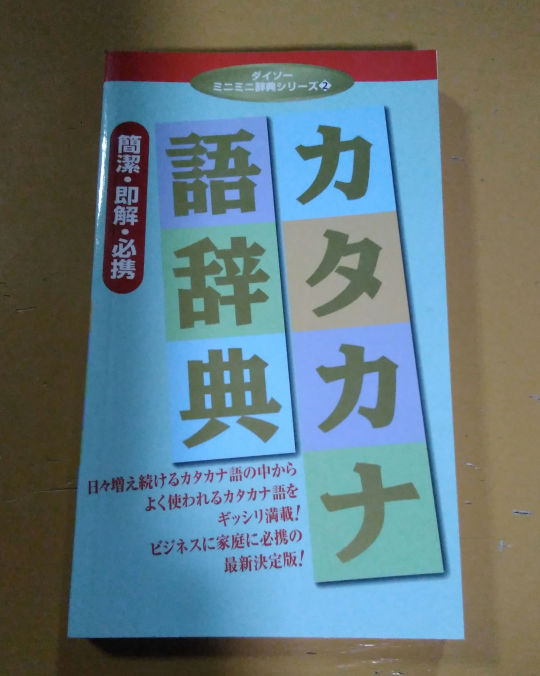 ダイソー
ミニミニ辞典シリーズ❷
カタカナ
語辞典
簡潔・即解・必携
日々増え続けるカタカナ語の中から
よく使われるカタカナ語を
ギッシリ満載!
ビジネスに家庭に必携の
最新決定版!